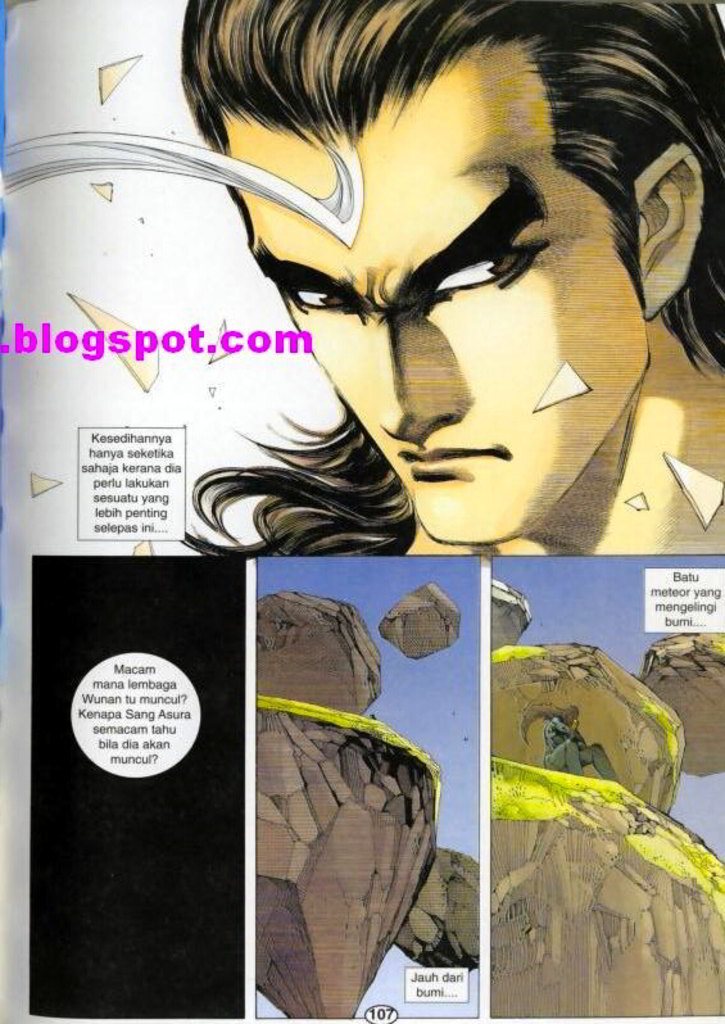 .blogspot.com
Kesedihannya
hanya seketika
sahaja kerana dia
perlu lakukan
sesuatu yang
lebih penting
selepas ini....
Macam
mana lembaga
Wunan tu muncul?
Kenapa Sang Asura
semacam tahu
bila dia akan
muncul?
Jauh dari
bumi....
Batu
meteor yang
mengelingi
bumi....
107